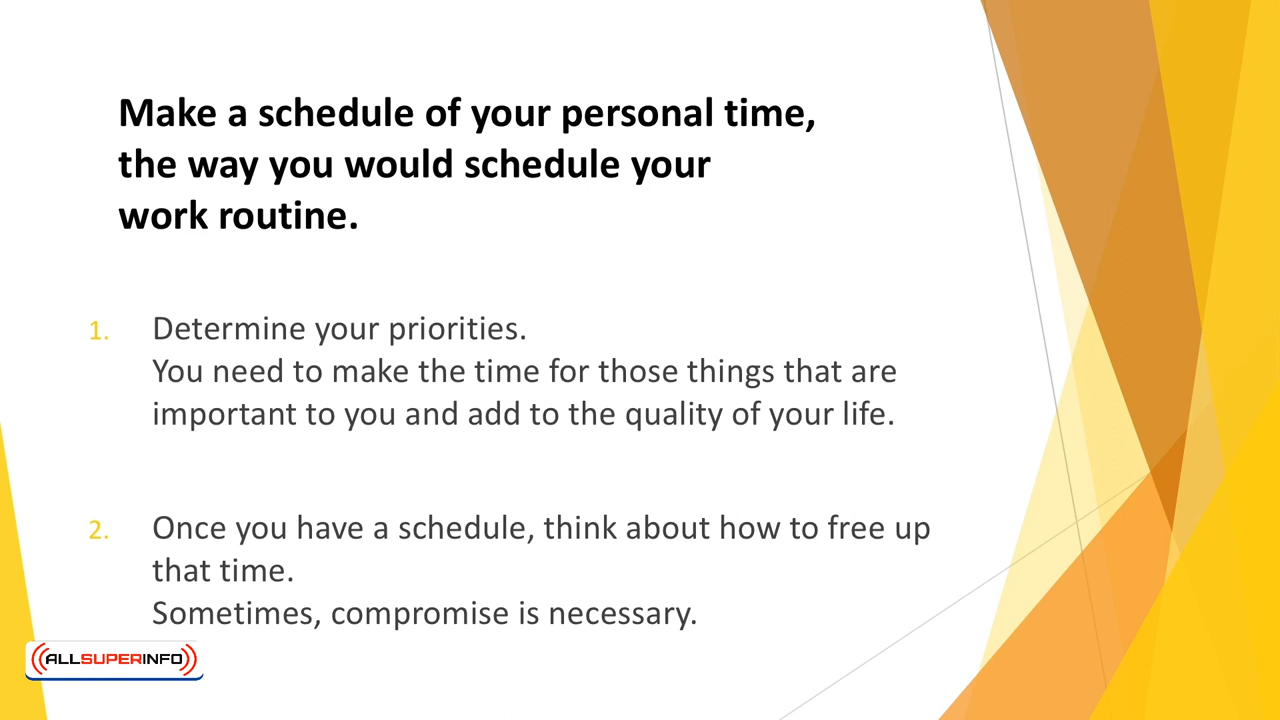 Make a schedule of your personal time,
the way you would schedule your
work routine.
1. Determine your priorities.
You need to make the time for those things that are
important to you and add to the quality of your life.
2. Once you have a schedule, think about how to free up
that time.
Sometimes, compromise is necessary.
ALLSUPERINFO